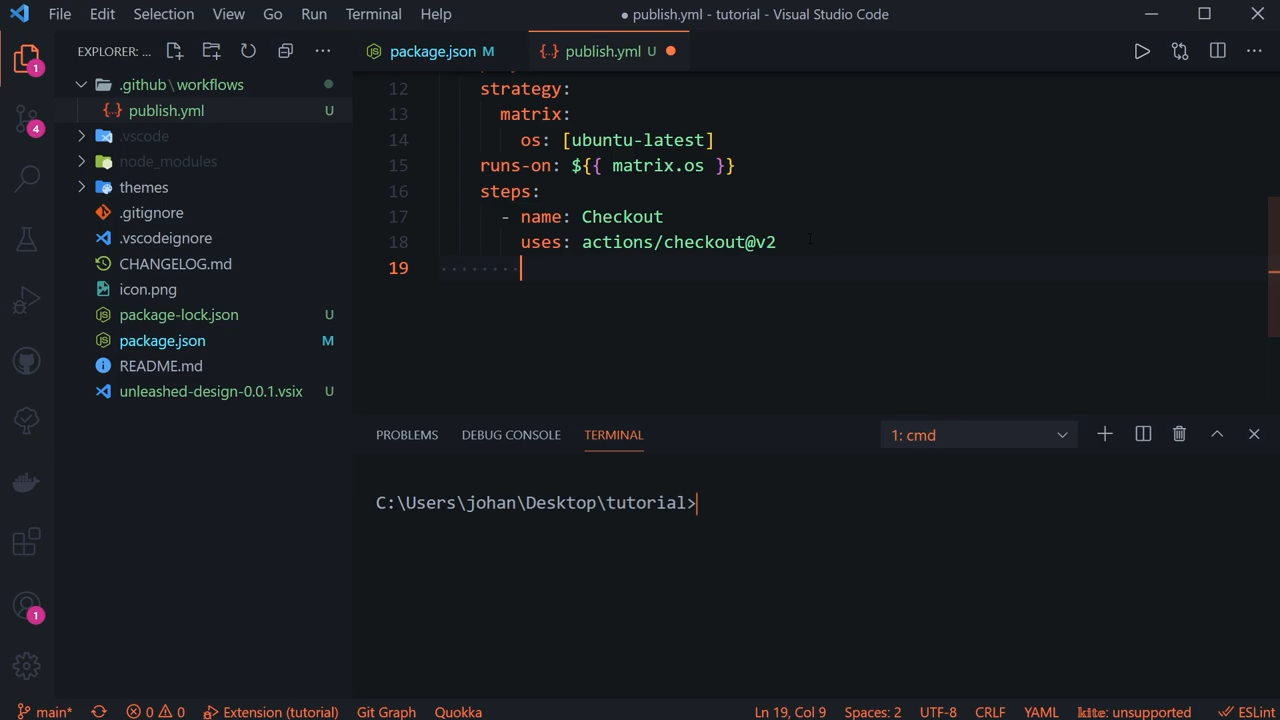 File Edit Selection View Go Run Terminal Help
● publish.yml - tutorial - Visual Studio Code
EXPLORER: ...
package.json M
publish.yml U
.github\workflows
publish.yml U
.vscode
node_modules
themes
.gitignore
.vscodeignore
CHANGELOG.md
icon.png
package-lock.json U
package.json M
README.md
unleashed-design-0.0.1.vsix U
1
4
1
12 strategy:
13 matrix:
14 os: [ubuntu-latest]
15 runs-on: ${{ matrix.os }}
16 steps:
17 - name: Checkout
18 uses: actions/checkout@v2
19
PROBLEMS DEBUG CONSOLE TERMINAL
1: cmd
C:\Users\johan\Desktop\tutorial>
main* 0 0 Extension (tutorial) Git Graph Quokka Ln 19, Col 9 Spaces: 2 UTF-8 CRLF YAML kite: unsupported ESLint